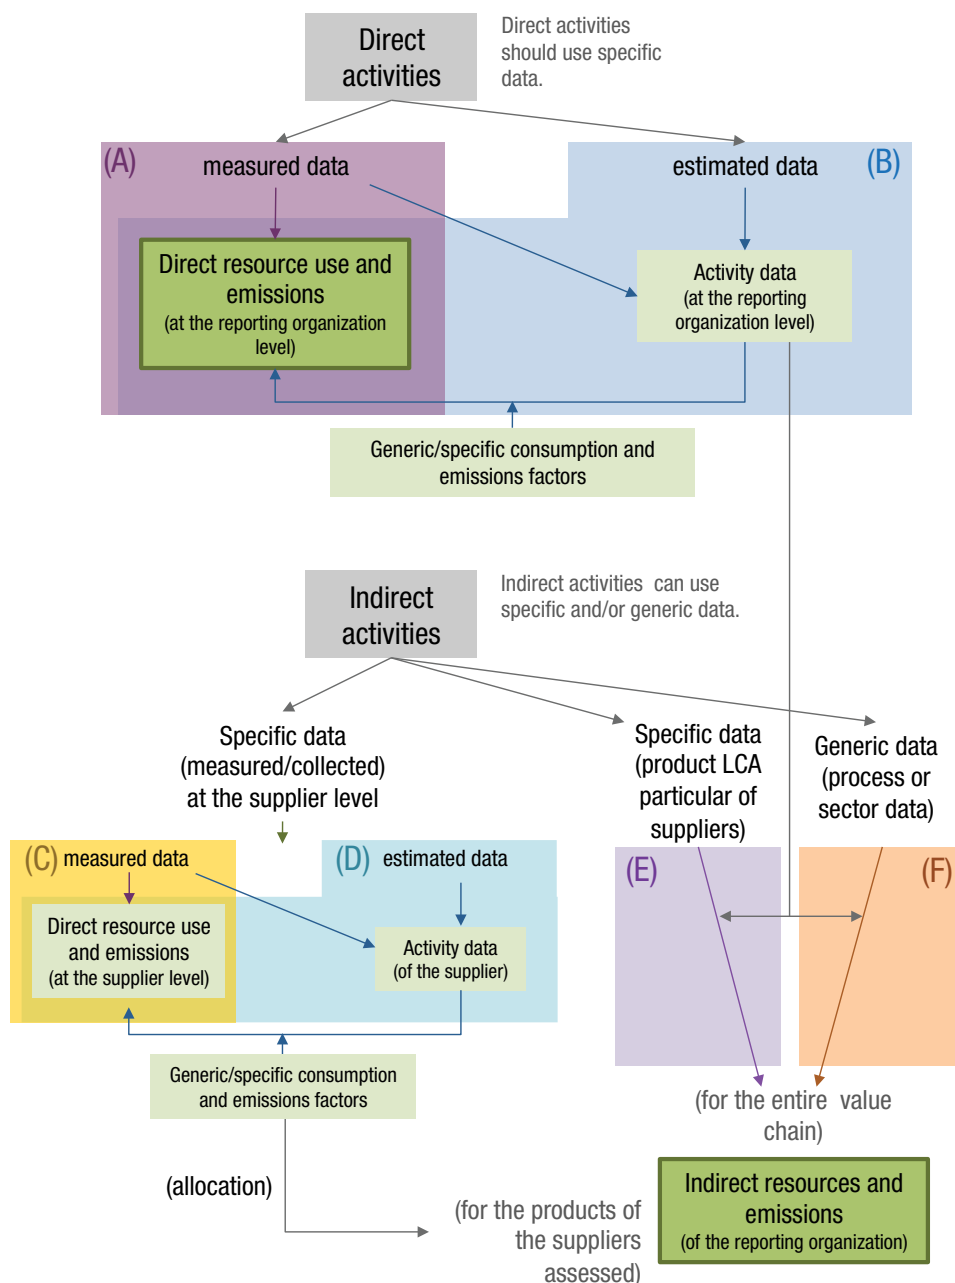 Direct
activities
Direct activities
should use specific
data.
(A)
measured data
estimated data
(B)
Direct resource use and
emissions
(at the reporting organization
level)
Activity data
(at the reporting
organization level)
Generic/specific consumption and
emissions factors
Indirect
activities
Indirect activities can use
specific and/or generic data.
Specific data
(measured/collected)
at the supplier level
Specific data
(product LCA
particular of
suppliers)
Generic data
(process or
sector data)
(C) measured data
(D) estimated data
(E)
(F)
Direct resource use
and emissions
(at the supplier level)
Activity data
(of the supplier)
Generic/specific consumption
and emissions factors
(for the entire value
chain)
(allocation)
(for the products of
the suppliers
assessed)
Indirect resources and
emissions
(of the reporting organization)